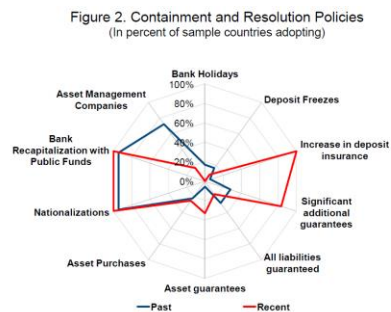 Figure 2. Containment and Resolution Policies
(In percent of sample countries adopting)
Bank Holidays
100%
80%
60%
40%
20%
0%
Deposit Freezes
Increase in deposit
insurance
Significant
additional
guarantees
All liabilities
guaranteed
Asset guarantees
Asset Purchases
Nationalizations
Bank
Recapitalization with
Public Funds
Asset Management
Companies
Past
Recent